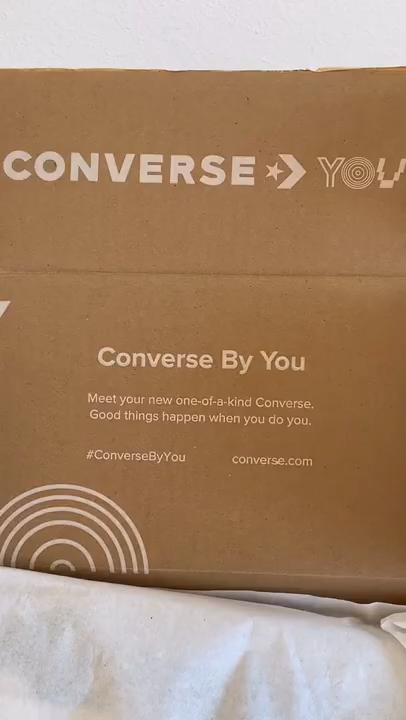 CONVERSE YOU
Converse By You
Meet your new one-of-a-kind Converse.
Good things happen when you do you.
#ConverseByYou converse.com